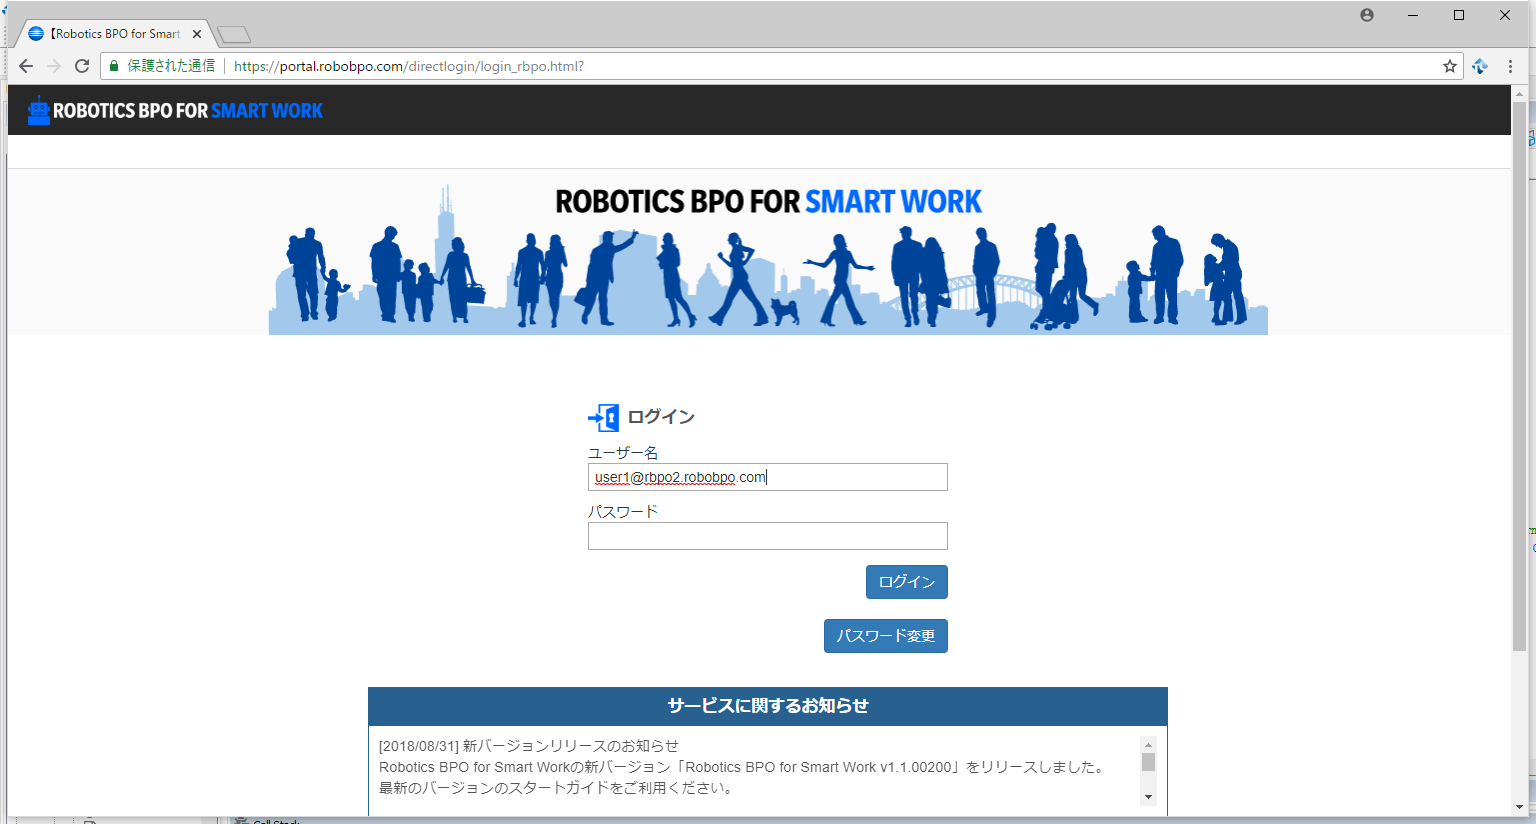 【Robotics BPO for Smart
保護された通信 https://portal.robobpo.com/directlogin/login_rbpo.html?
ROBOTICS BPO FOR SMART WORK
ROBOTICS BPO FOR SMART WORK
ログイン
ユーザー名
user1@rbpo2.robobpo.com
パスワード
ログイン
パスワード変更
サービスに関するお知らせ
[2018/08/31] 新バージョンリリースのお知らせ
Robotics BPO for Smart Workの新バージョン「Robotics BPO for Smart Work v1.1.00200」をリリースしました。
最新のバージョンのスタートガイドをご利用ください。